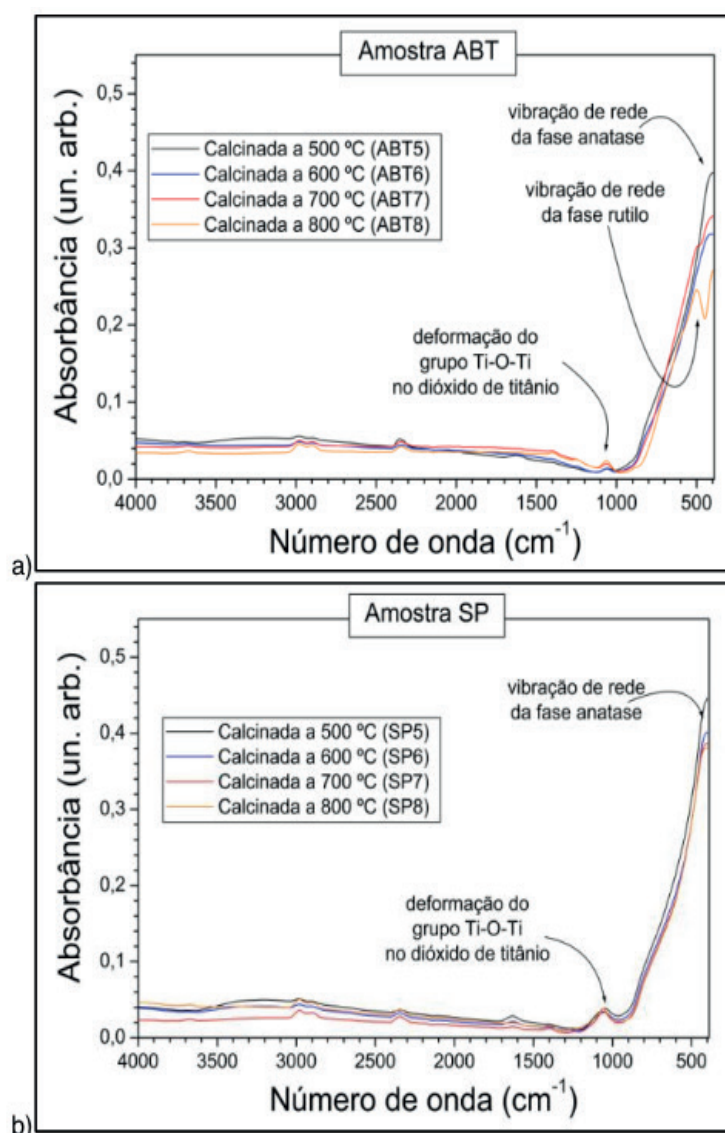 Amostra ABT
Absorbância (un. arb.)
0,5
0,4
0,3
0,2
0,1
0,0
Calcinada a 500 ºC (ABT5)
Calcinada a 600 ºC (ABT6)
Calcinada a 700 ºC (ABT7)
Calcinada a 800 ºC (ABT8)
vibração de rede
da fase anatase
vibração de rede
da fase rutilo
deformação do
grupo Ti-O-Ti
no dióxido de titânio
4000 3500 3000 2500 2000 1500 1000 500
Número de onda (cm⁻¹)
a)
Amostra SP
Absorbância (un. arb.)
0,5
0,4
0,3
0,2
0,1
0,0
Calcinada a 500 ºC (SP5)
Calcinada a 600 ºC (SP6)
Calcinada a 700 ºC (SP7)
Calcinada a 800 ºC (SP8)
vibração de rede
da fase anatase
deformação do
grupo Ti-O-Ti
no dióxido de titânio
4000 3500 3000 2500 2000 1500 1000 500
Número de onda (cm⁻¹)
b)